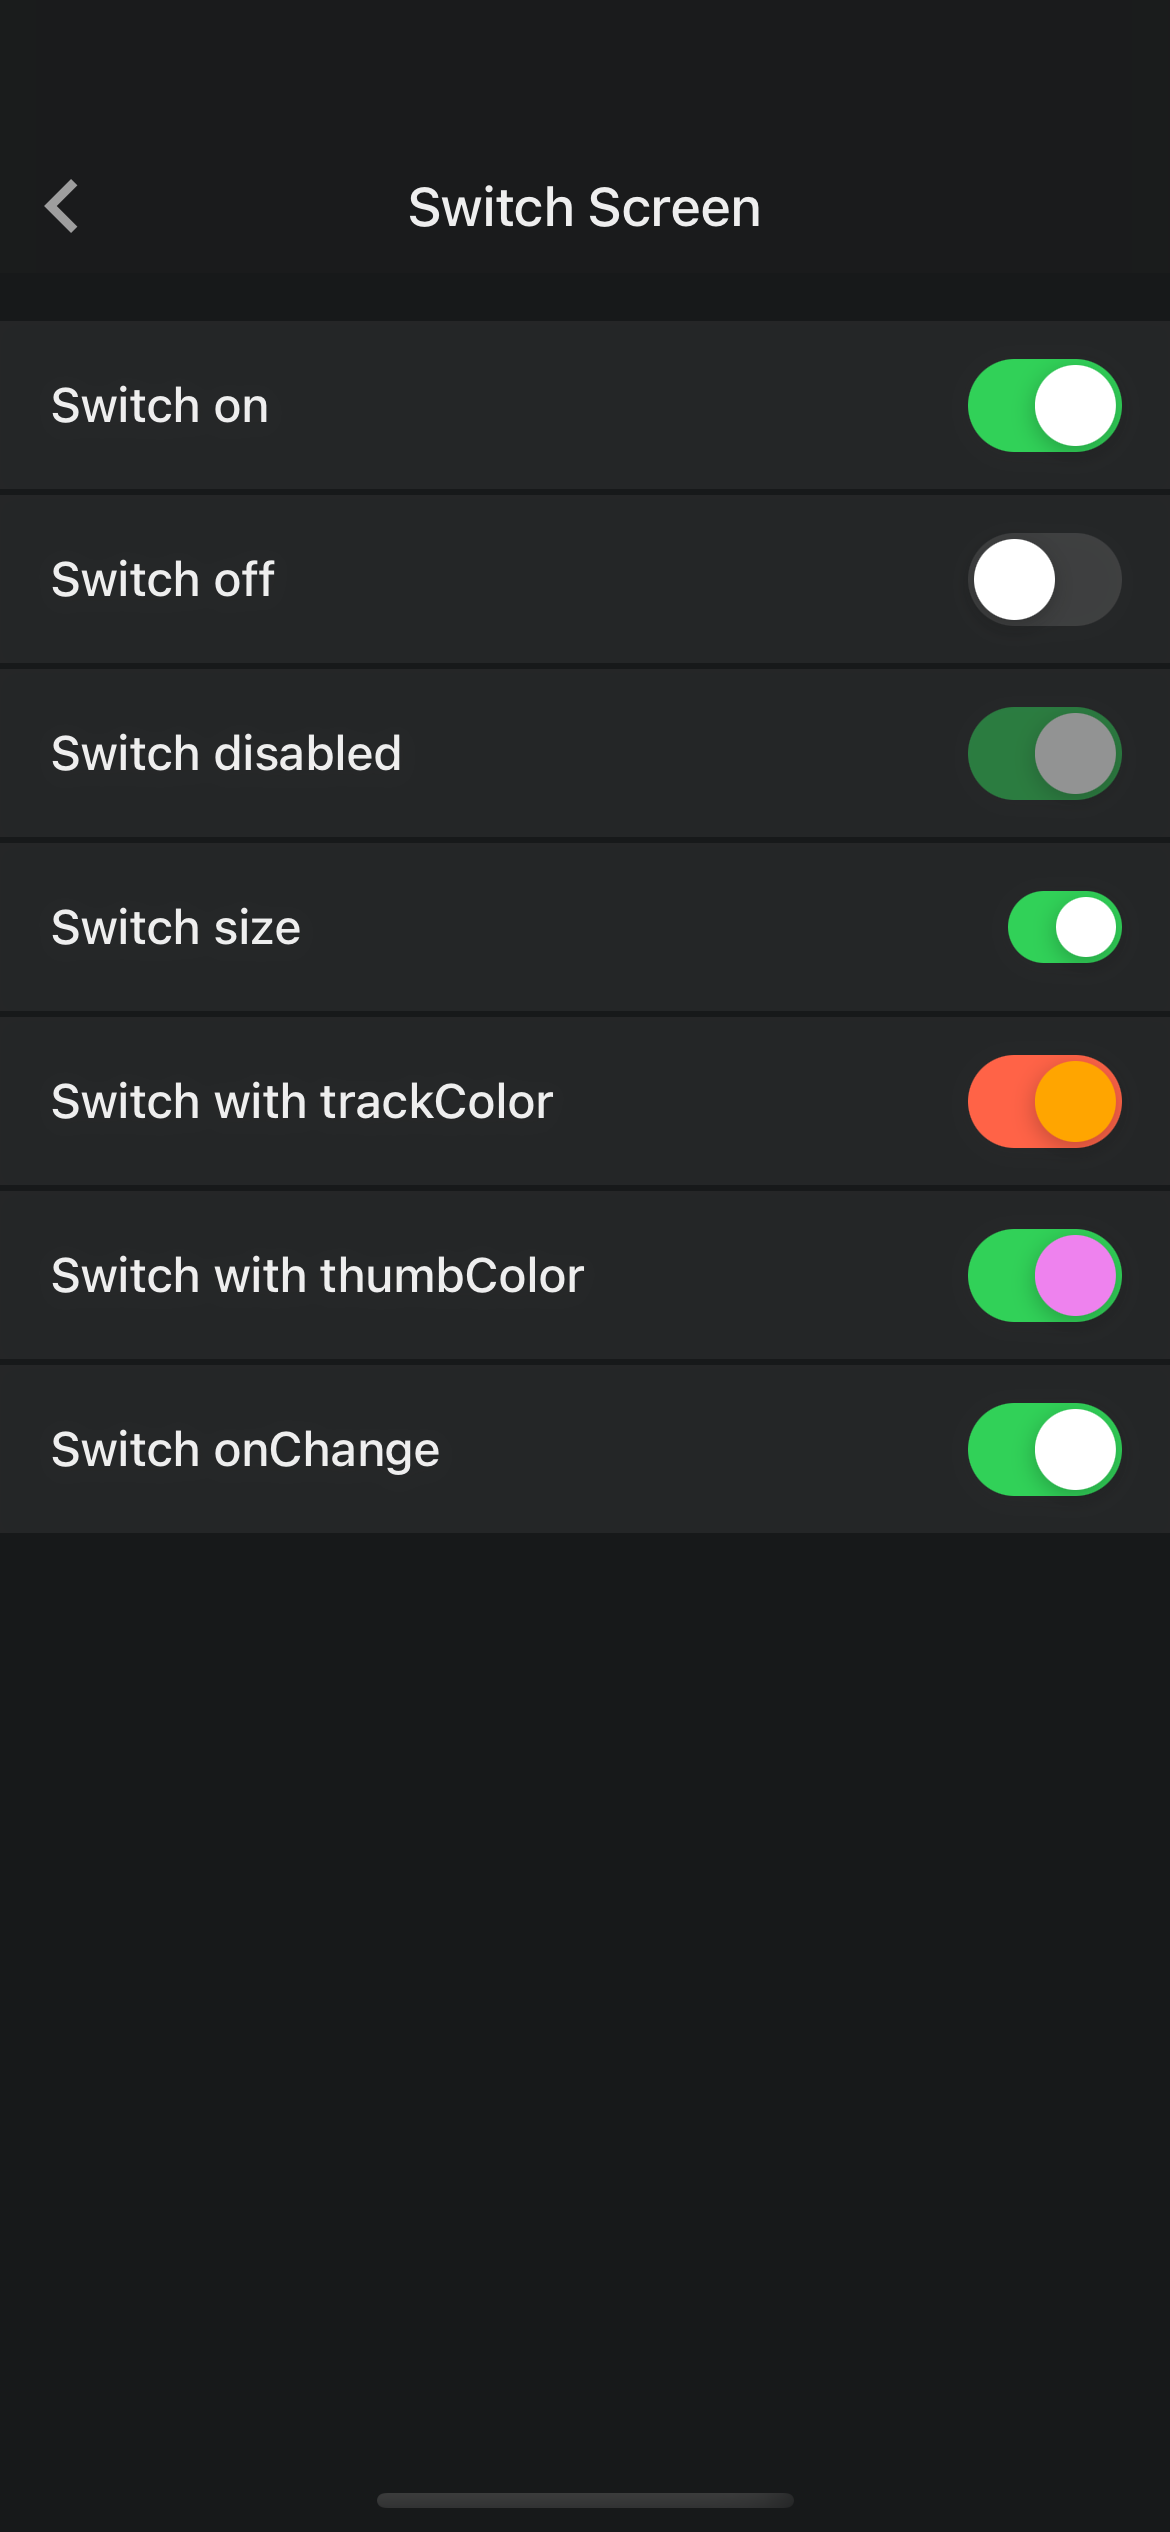 Switch Screen
Switch on
Switch off
Switch disabled
Switch size
Switch with trackColor
Switch with thumbColor
Switch onChange